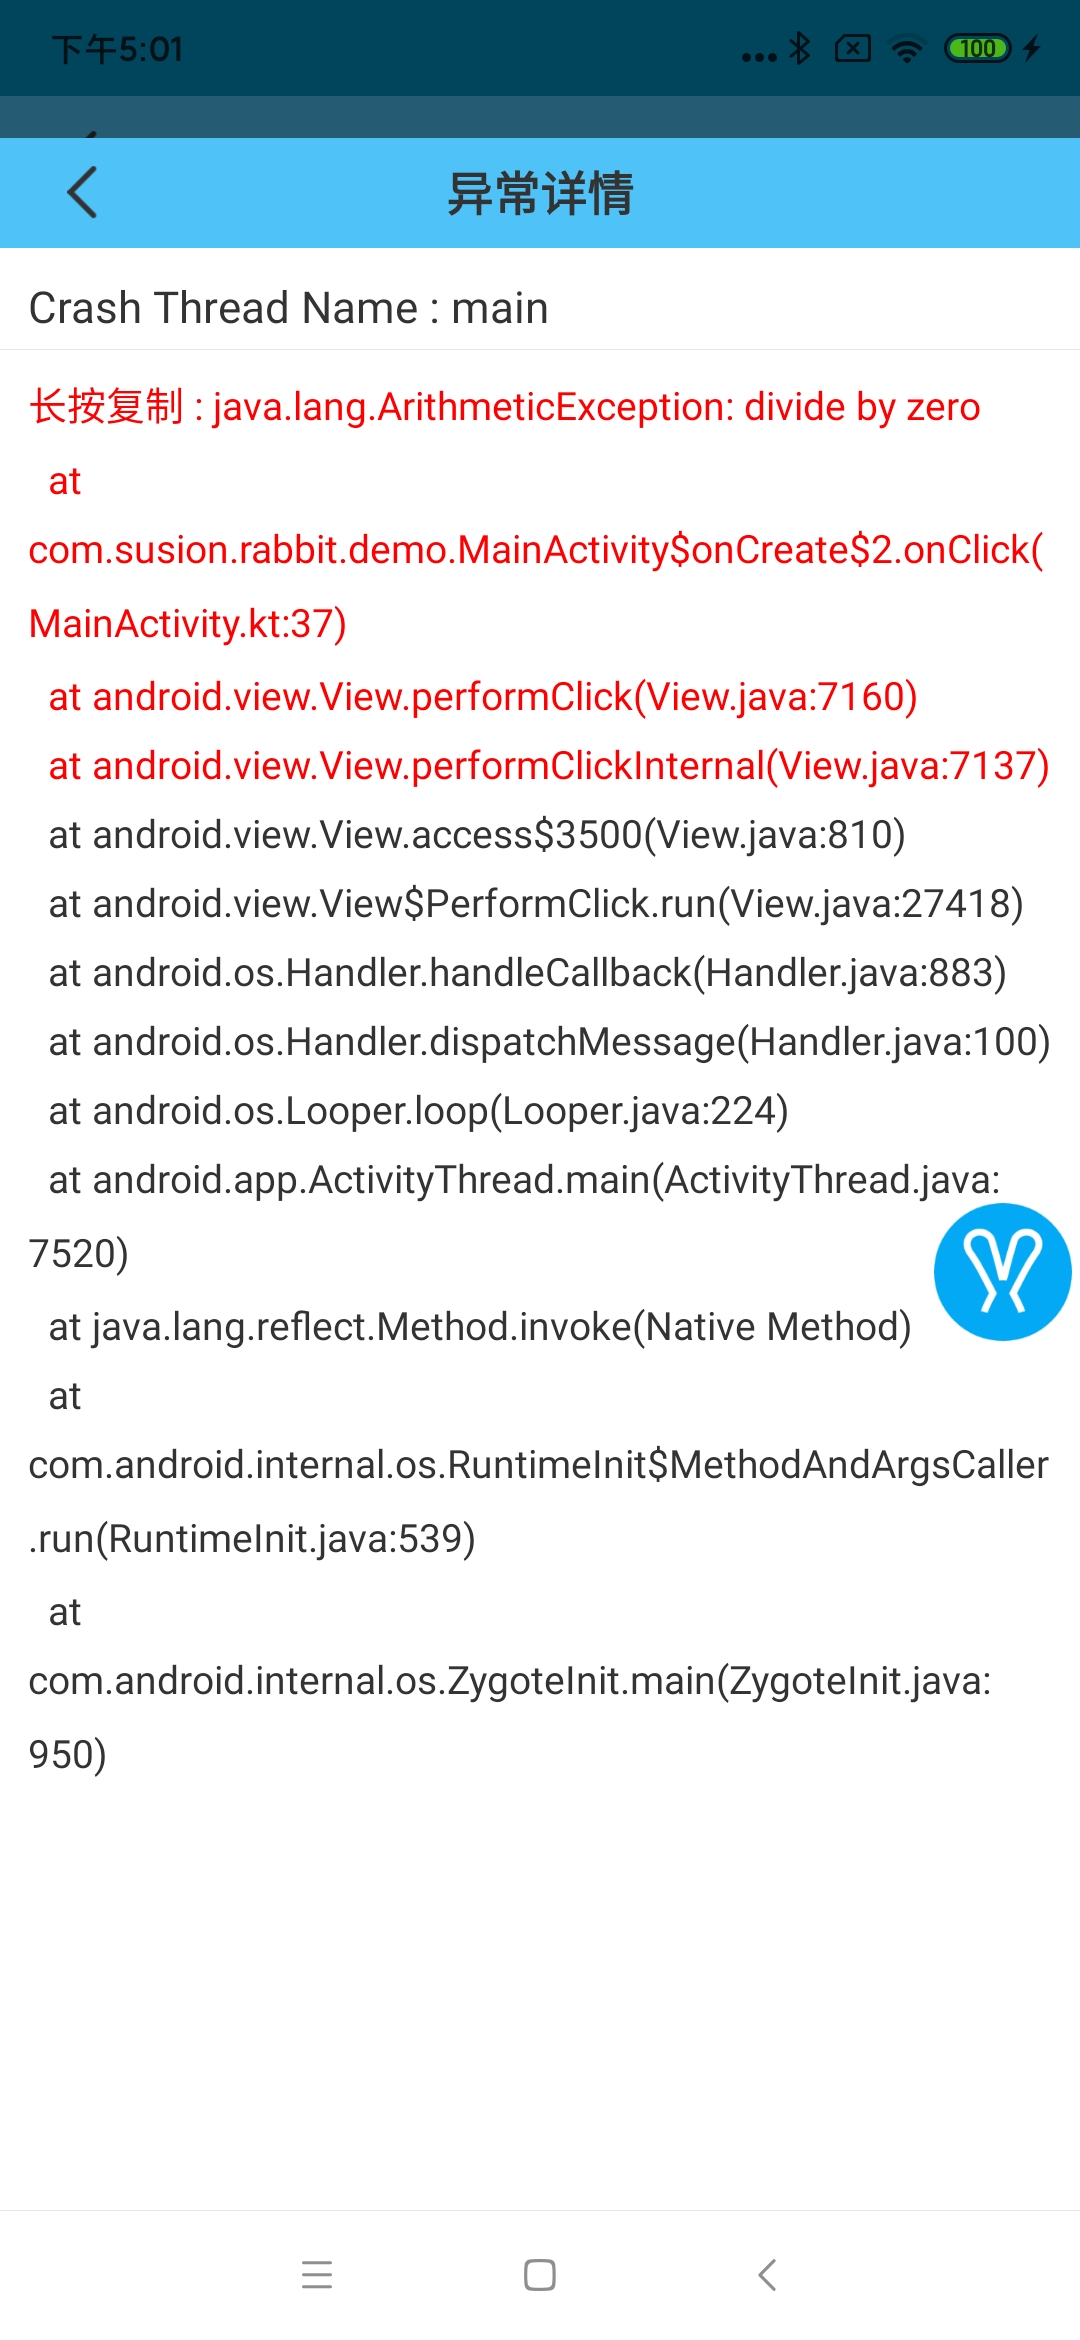 下午5:01
100
异常详情
Crash Thread Name : main
长按复制 : java.lang.ArithmeticException: divide by zero
at
com.susion.rabbit.demo.MainActivity$onCreate$2.onClick(
MainActivity.kt:37)
at android.view.View.performClick(View.java:7160)
at android.view.View.performClickInternal(View.java:7137)
at android.view.View.access$3500(View.java:810)
at android.view.View$PerformClick.run(View.java:27418)
at android.os.Handler.handleCallback(Handler.java:883)
at android.os.Handler.dispatchMessage(Handler.java:100)
at android.os.Looper.loop(Looper.java:224)
at android.app.ActivityThread.main(ActivityThread.java:
7520)
at java.lang.reflect.Method.invoke(Native Method)
at
com.android.internal.os.RuntimeInit$MethodAndArgsCaller
.run(RuntimeInit.java:539)
at
com.android.internal.os.ZygoteInit.main(ZygoteInit.java:
950)